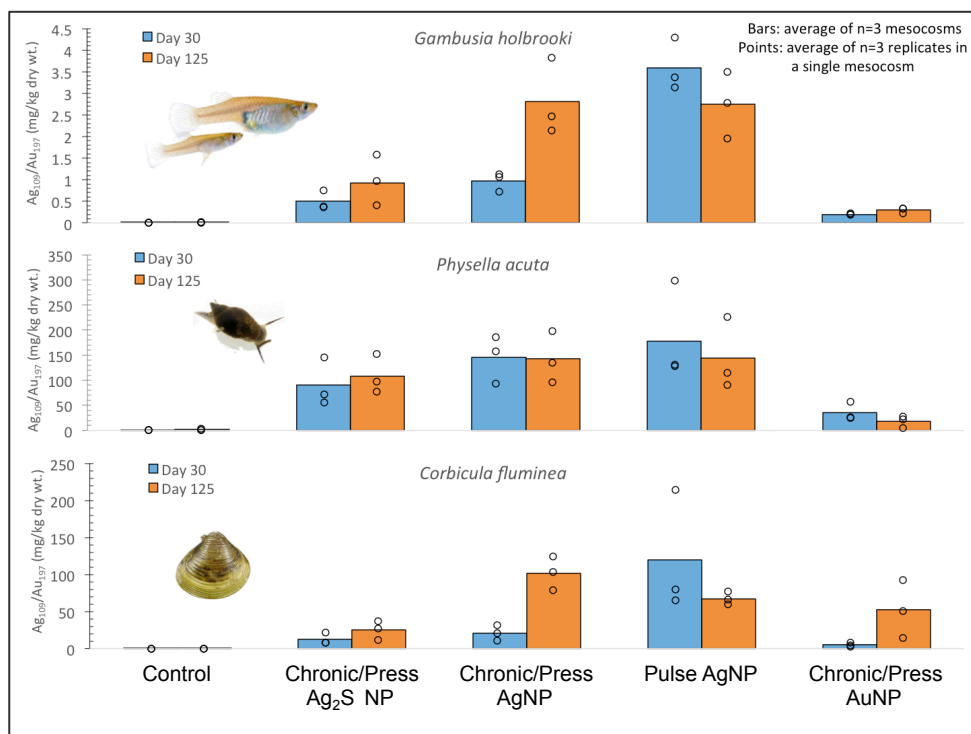 Day 30
Day 125
Gambusia holbrooki
Bars: average of n=3 mesocosms
Points: average of n=3 replicates in
a single mesocosm
Ag₁₀₉/Au₁₉₇ (mg/kg dry wt.)
4.5
4
3.5
3
2.5
2
1.5
1
0.5
0
Day 30
Day 125
Physella acuta
Ag₁₀₉/Au₁₉₇ (mg/kg dry wt.)
350
300
250
200
150
100
50
0
Day 30
Day 125
Corbicula fluminea
Ag₁₀₉/Au₁₉₇ (mg/kg dry wt.)
250
200
150
100
50
0
Control
Chronic/Press
Ag₂S NP
Chronic/Press
AgNP
Pulse AgNP
Chronic/Press
AuNP